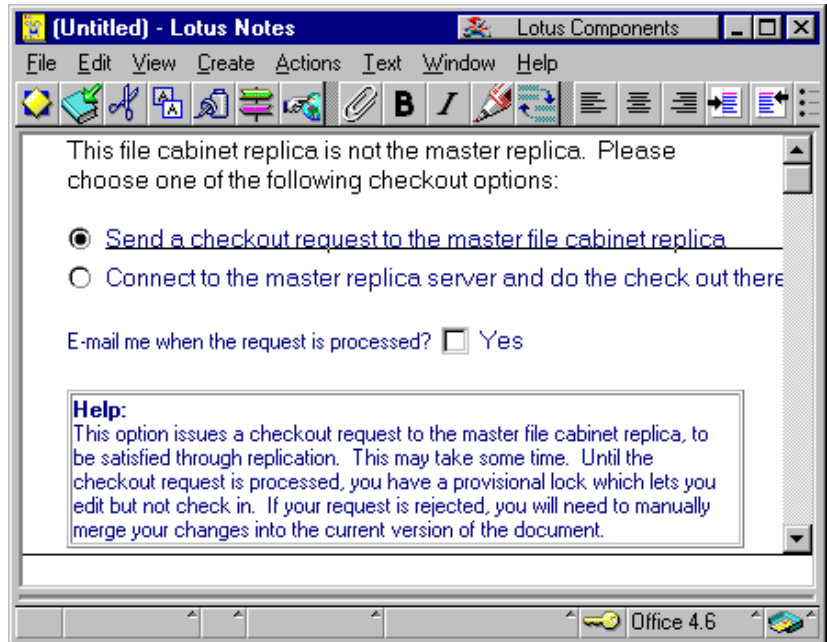 (Untitled) - Lotus Notes
Lotus Components
File Edit View Create Actions Text Window Help
A A B I
This file cabinet replica is not the master replica. Please
choose one of the following checkout options:
Send a checkout request to the master file cabinet replica
Connect to the master replica server and do the check out there
E-mail me when the request is processed? Yes
Help:
This option issues a checkout request to the master file cabinet replica, to
be satisfied through replication. This may take some time. Until the
checkout request is processed, you have a provisional lock which lets you
edit but not check in. If your request is rejected, you will need to manually
merge your changes into the current version of the document.
Office 4.6